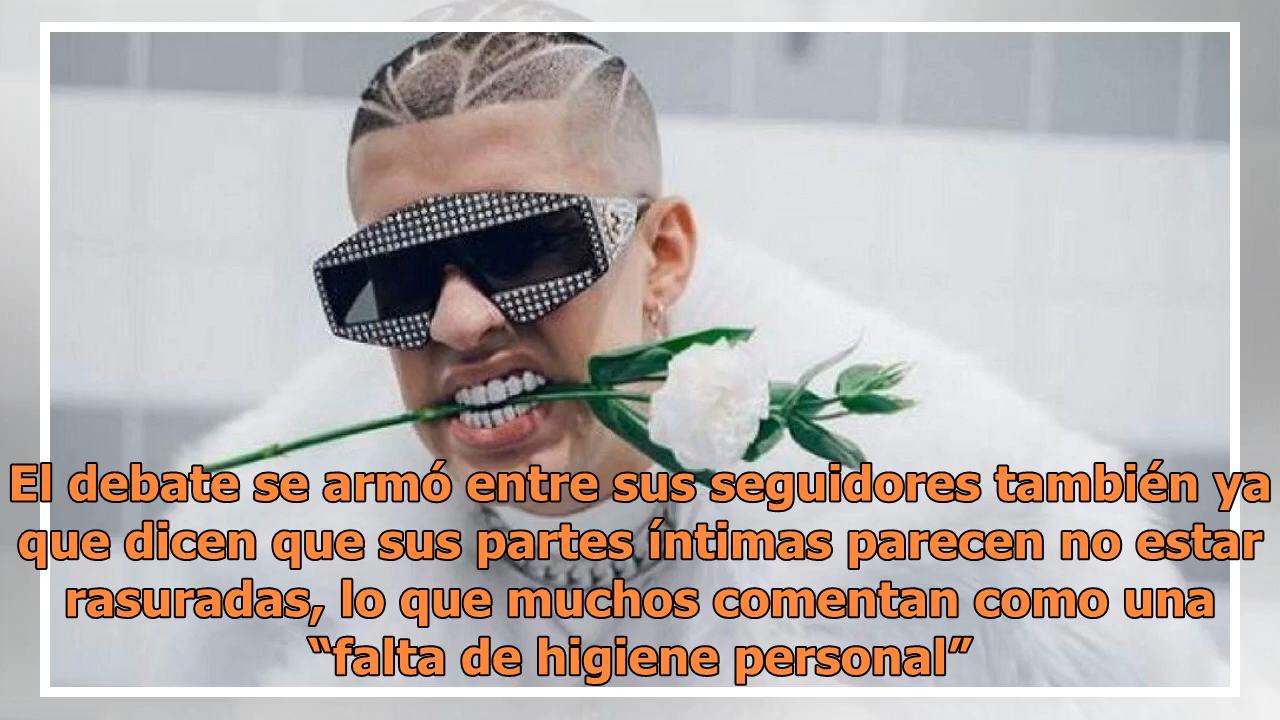 El debate se armó entre sus seguidores también ya
que dicen que sus partes íntimas parecen no estar
rasuradas, lo que muchos comentan como una
“falta de higiene personal”